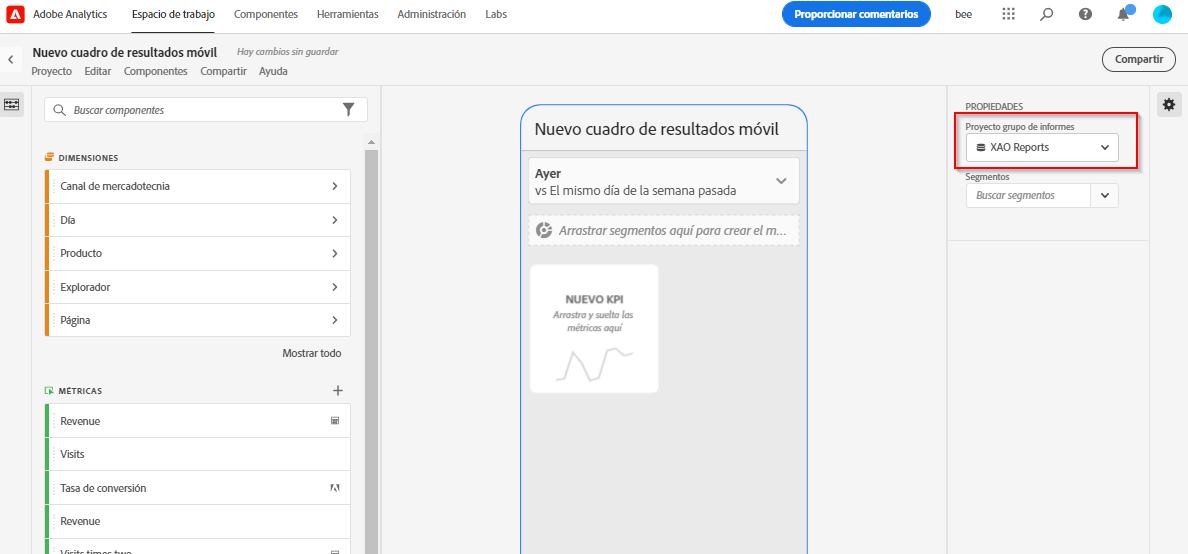 Adobe Analytics
Espacio de trabajo
Componentes
Herramientas
Administración
Labs
Proporcionar comentarios
bee
Nuevo cuadro de resultados móvil
Hay cambios sin guardar
Proyecto
Editar
Componentes
Compartir
Ayuda
Compartir
Buscar componentes
DIMENSIONES
Canal de mercadotecnia
Día
Producto
Explorador
Página
Mostrar todo
MÉTRICAS
Revenue
Visits
Tasa de conversión
Revenue
Visits times two
Nuevo cuadro de resultados móvil
Ayer
vs El mismo día de la semana pasada
Arrastrar segmentos aquí para crear el m...
NUEVO KPI
Arrastra y suelta las
métricas aquí
PROPIEDADES
Proyecto grupo de informes
XAO Reports
Segmentos
Buscar segmentos